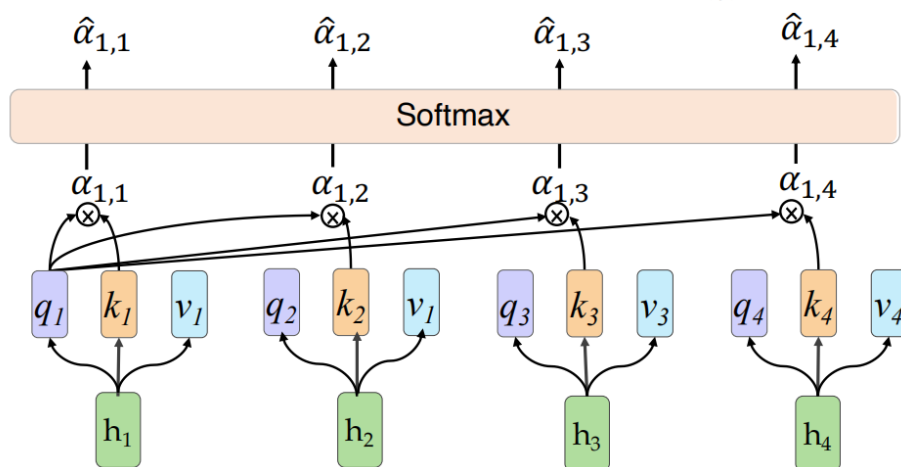 α̂1,1 α̂1,2 α̂1,3 α̂1,4
Softmax
α1,1 α1,2 α1,3 α1,4
q1 k1 v1 q2 k2 v1 q3 k3 v3 q4 k4 v4
h1 h2 h3 h4